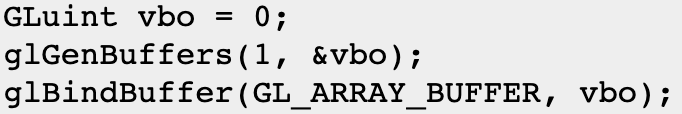 GLuint vbo = 0;
glGenBuffers(1, &vbo);
glBindBuffer(GL_ARRAY_BUFFER, vbo);